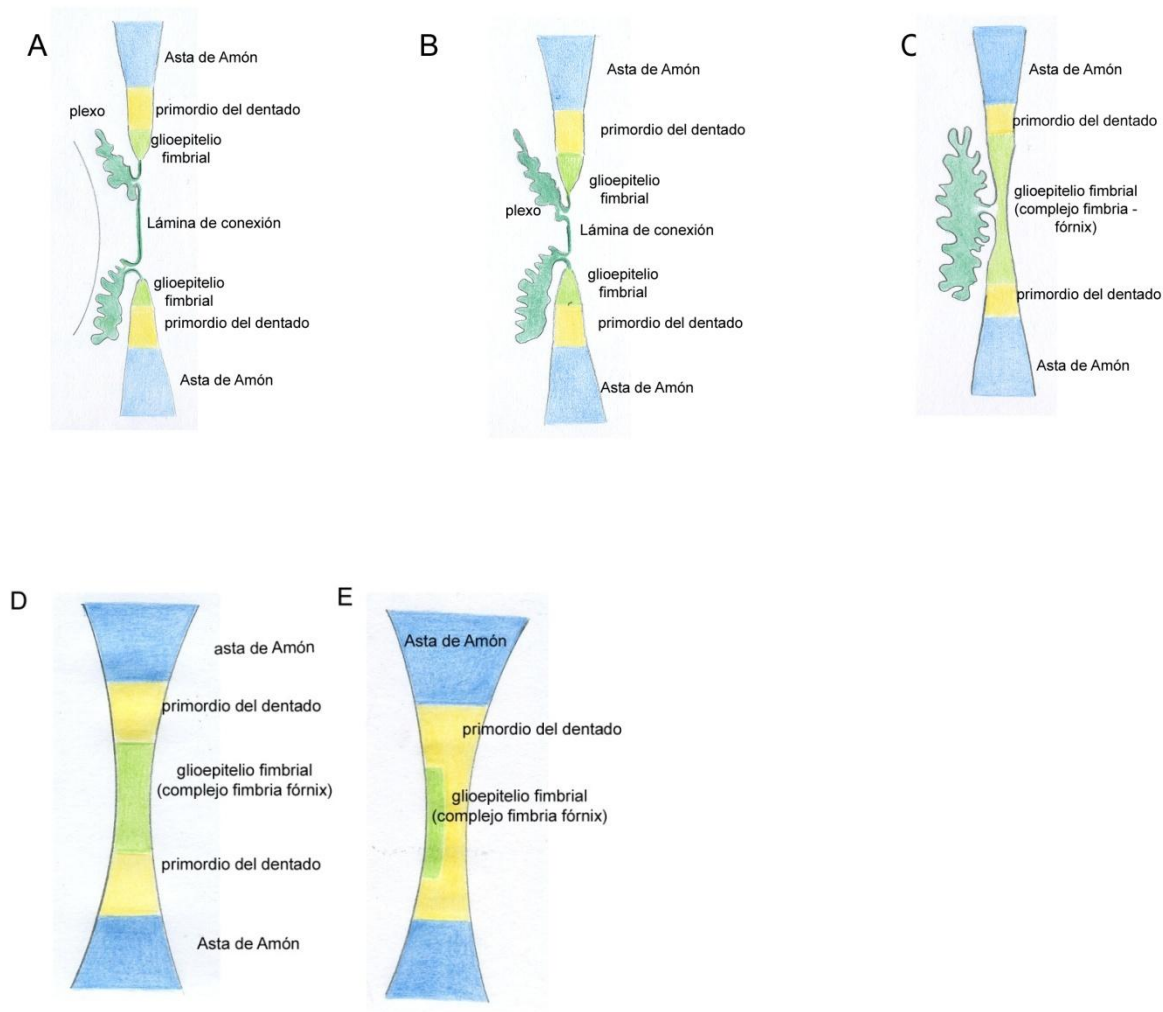 A
Asta de Amón
plexo
primordio del dentado
glioepitelio
fimbrial
Lámina de conexión
glioepitelio
fimbrial
primordio del dentado
Asta de Amón
B
Asta de Amón
primordio del dentado
glioepitelio
fimbrial
plexo
Lámina de conexión
glioepitelio
fimbrial
primordio del dentado
Asta de Amón
C
Asta de Amón
primordio del dentado
glioepitelio fimbrial
(complejo fimbria -
fórnix)
primordio del dentado
Asta de Amón
D
asta de Amón
primordio del dentado
glioepitelio fimbrial
(complejo fimbria fórnix)
primordio del dentado
Asta de Amón
E
Asta de Amón
primordio del dentado
glioepitelio fimbrial
(complejo fimbria fórnix)